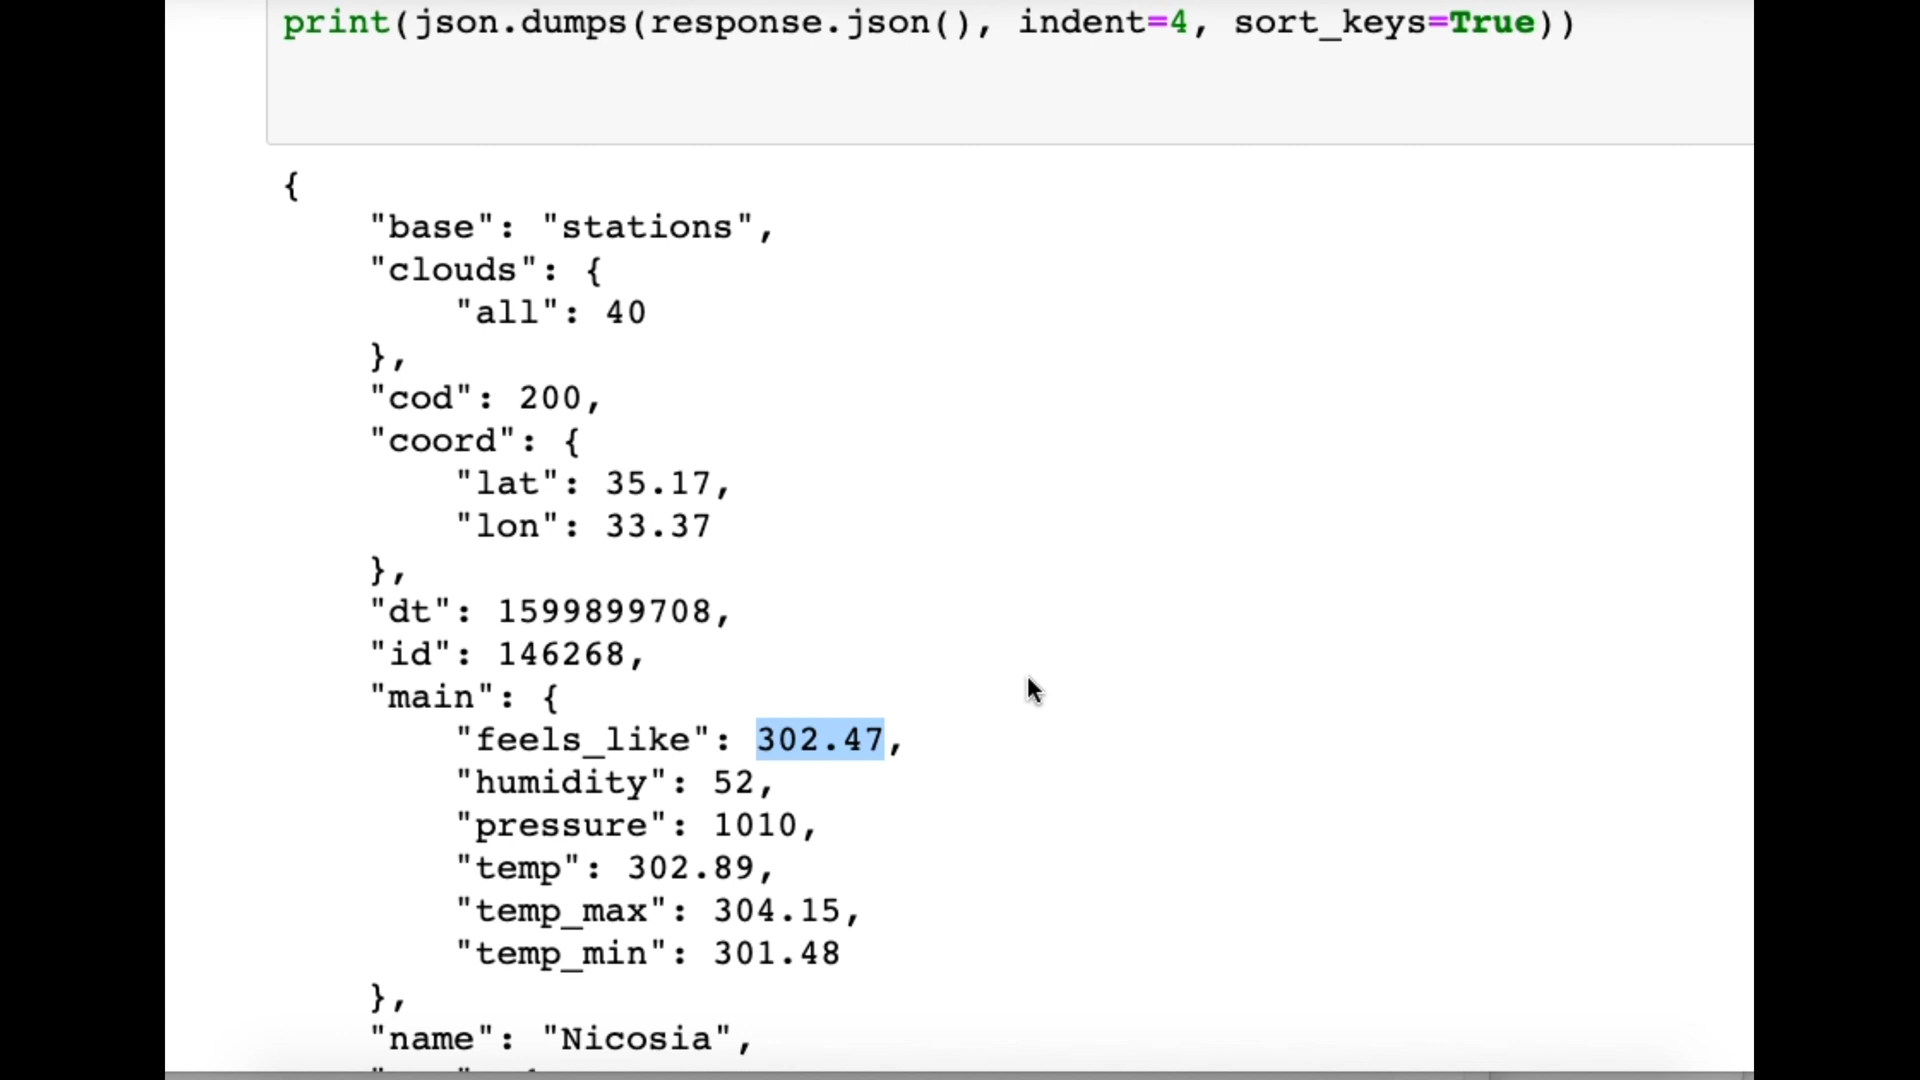 print(json.dumps(response.json(), indent=4, sort_keys=True))
{
    "base": "stations",
    "clouds": {
        "all": 40
    },
    "cod": 200,
    "coord": {
        "lat": 35.17,
        "lon": 33.37
    },
    "dt": 1599899708,
    "id": 146268,
    "main": {
        "feels_like": 302.47,
        "humidity": 52,
        "pressure": 1010,
        "temp": 302.89,
        "temp_max": 304.15,
        "temp_min": 301.48
    },
    "name": "Nicosia",